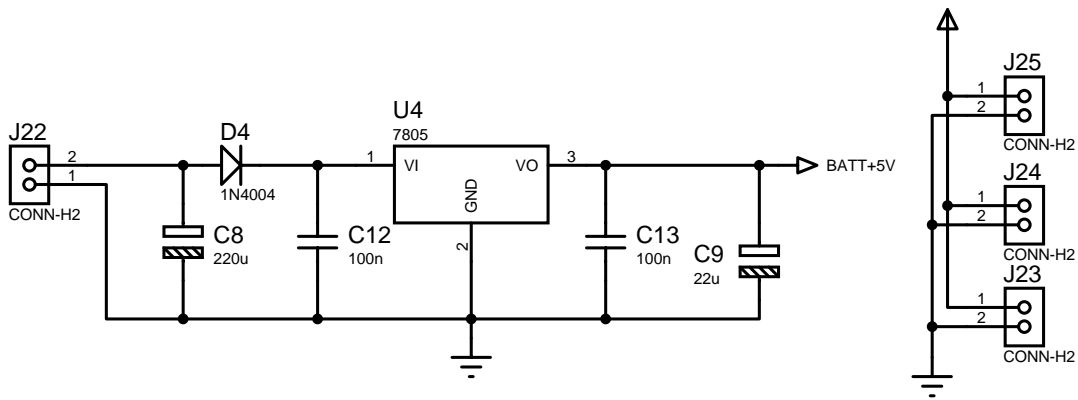 J22
2
1
CONN-H2
D4
1N4004
C8
220u
C12
100n
U4
7805
1
VI
VO
3
GND
2
C13
100n
C9
22u
BATT+5V
J25
1
2
CONN-H2
J24
1
2
CONN-H2
J23
1
2
CONN-H2